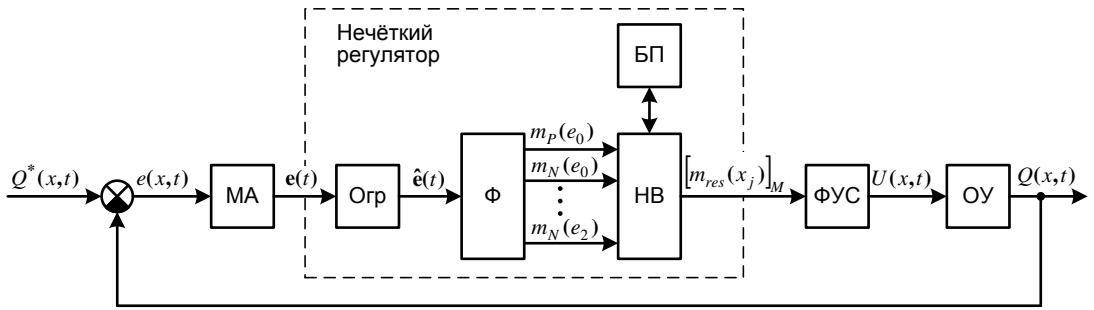 Нечёткий
регулятор
БП
Q*(x,t)
e(x,t)
МА
e(t)
Огр
ê(t)
Ф
m_P(e_0)
m_N(e_0)
⋮
m_N(e_2)
НВ
[m_res(x_j)]_M
ФУС
U(x,t)
ОУ
Q(x,t)